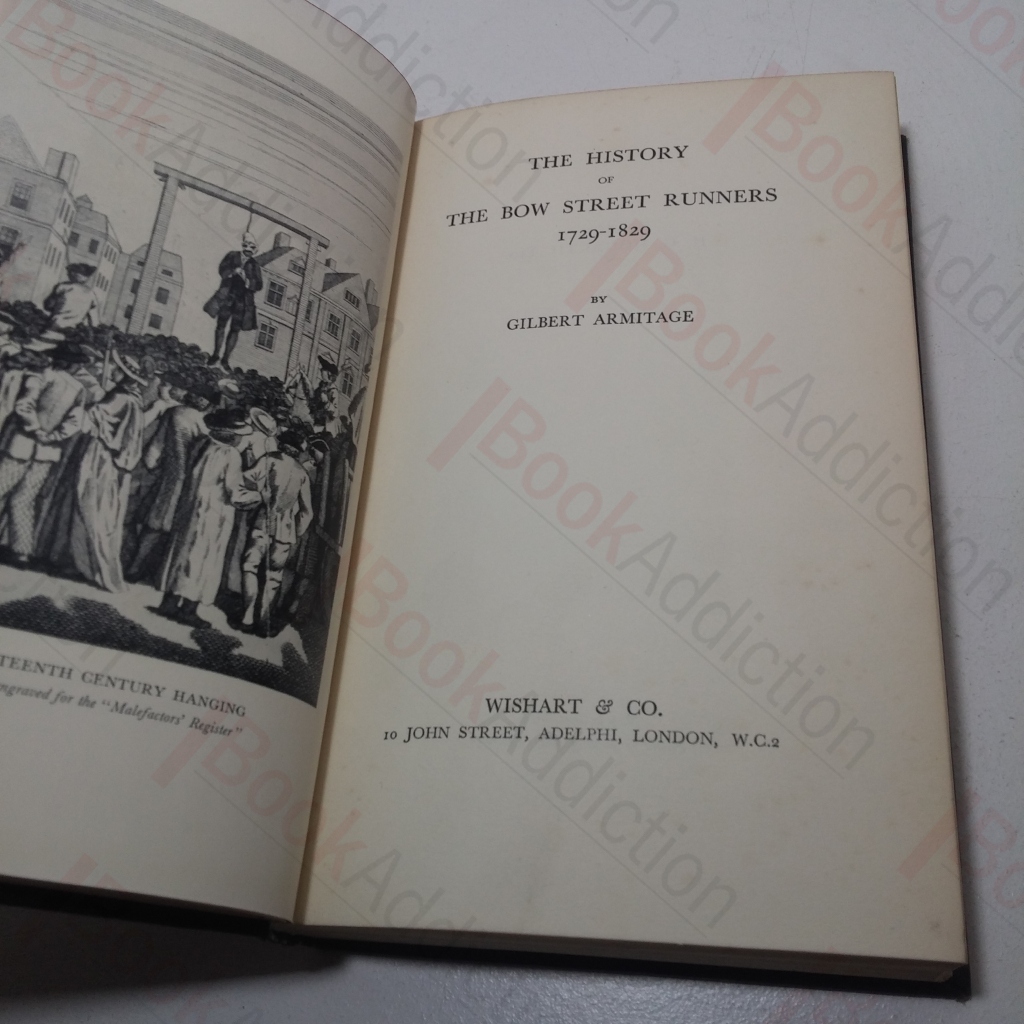 TEENTH CENTURY HANGING
ngraved for the "Malefactors' Register"
THE HISTORY
OF
THE BOW STREET RUNNERS
1729-1829
BY
GILBERT ARMITAGE
WISHART & CO.
10 JOHN STREET, ADELPHI, LONDON, W.C.2
BookAddiction